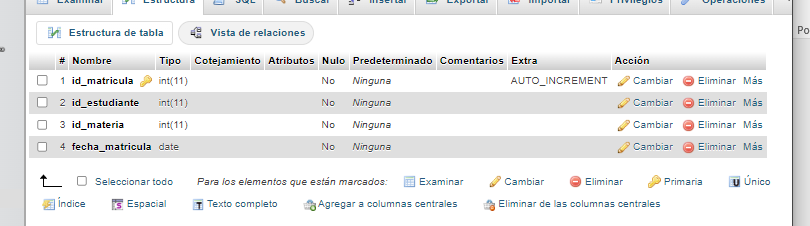 Examinar Estructura SQL Buscar Insertar Exportar Importar Privilegios Operaciones
Estructura de tabla Vista de relaciones
Po
# Nombre Tipo Cotejamiento Atributos Nulo Predeterminado Comentarios Extra Acción
1 id_matricula int(11) No Ninguna AUTO_INCREMENT Cambiar Eliminar Más
2 id_estudiante int(11) No Ninguna Cambiar Eliminar Más
3 id_materia int(11) No Ninguna Cambiar Eliminar Más
4 fecha_matricula date No Ninguna Cambiar Eliminar Más
Seleccionar todo Para los elementos que están marcados: Examinar Cambiar Eliminar Primaria Único
Índice Espacial Texto completo Agregar a columnas centrales Eliminar de las columnas centrales